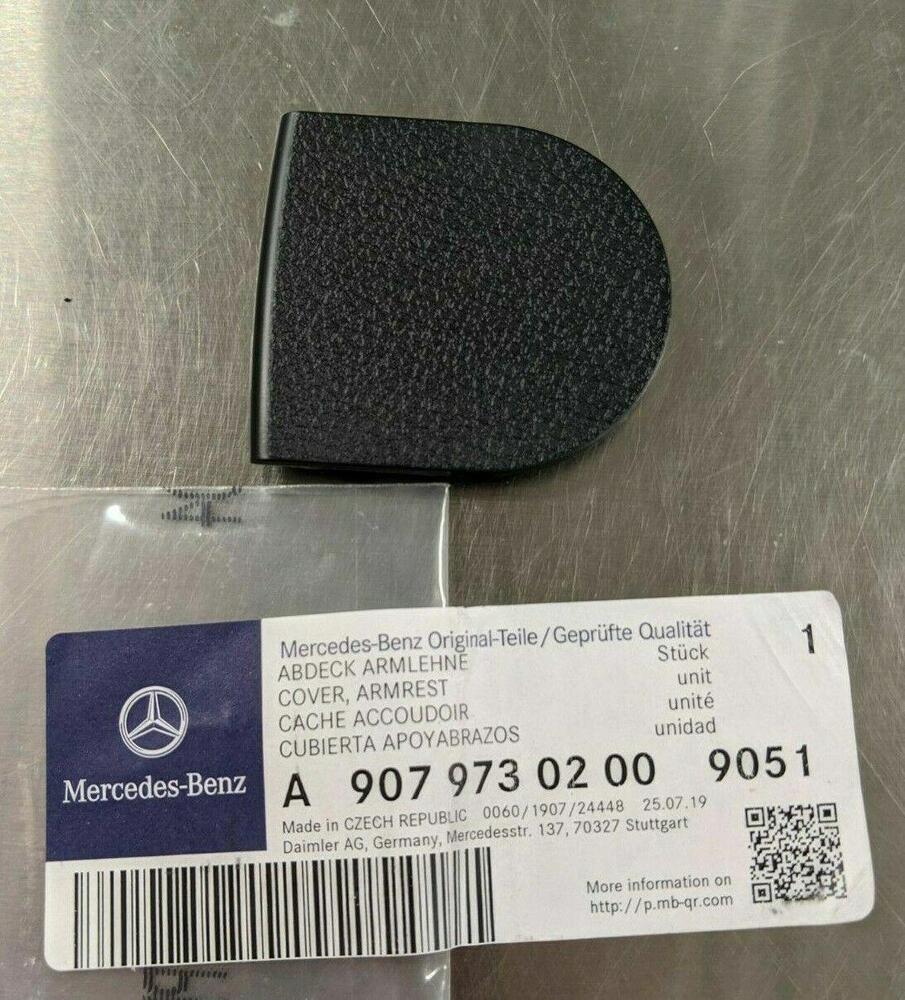 Mercedes-Benz Original-Teile/Geprüfte Qualität 1
ABDECK ARMLEHNE Stück
COVER, ARMREST unit
CACHE ACCOUDOIR unité
CUBIERTA APOYABRAZOS unidad
Mercedes-Benz
A 907 973 02 00 9051
Made in CZECH REPUBLIC 0060/1907/24448 25.07.19
Daimler AG, Germany, Mercedesstr. 137, 70327 Stuttgart
More information on
http://p.mb-qr.com